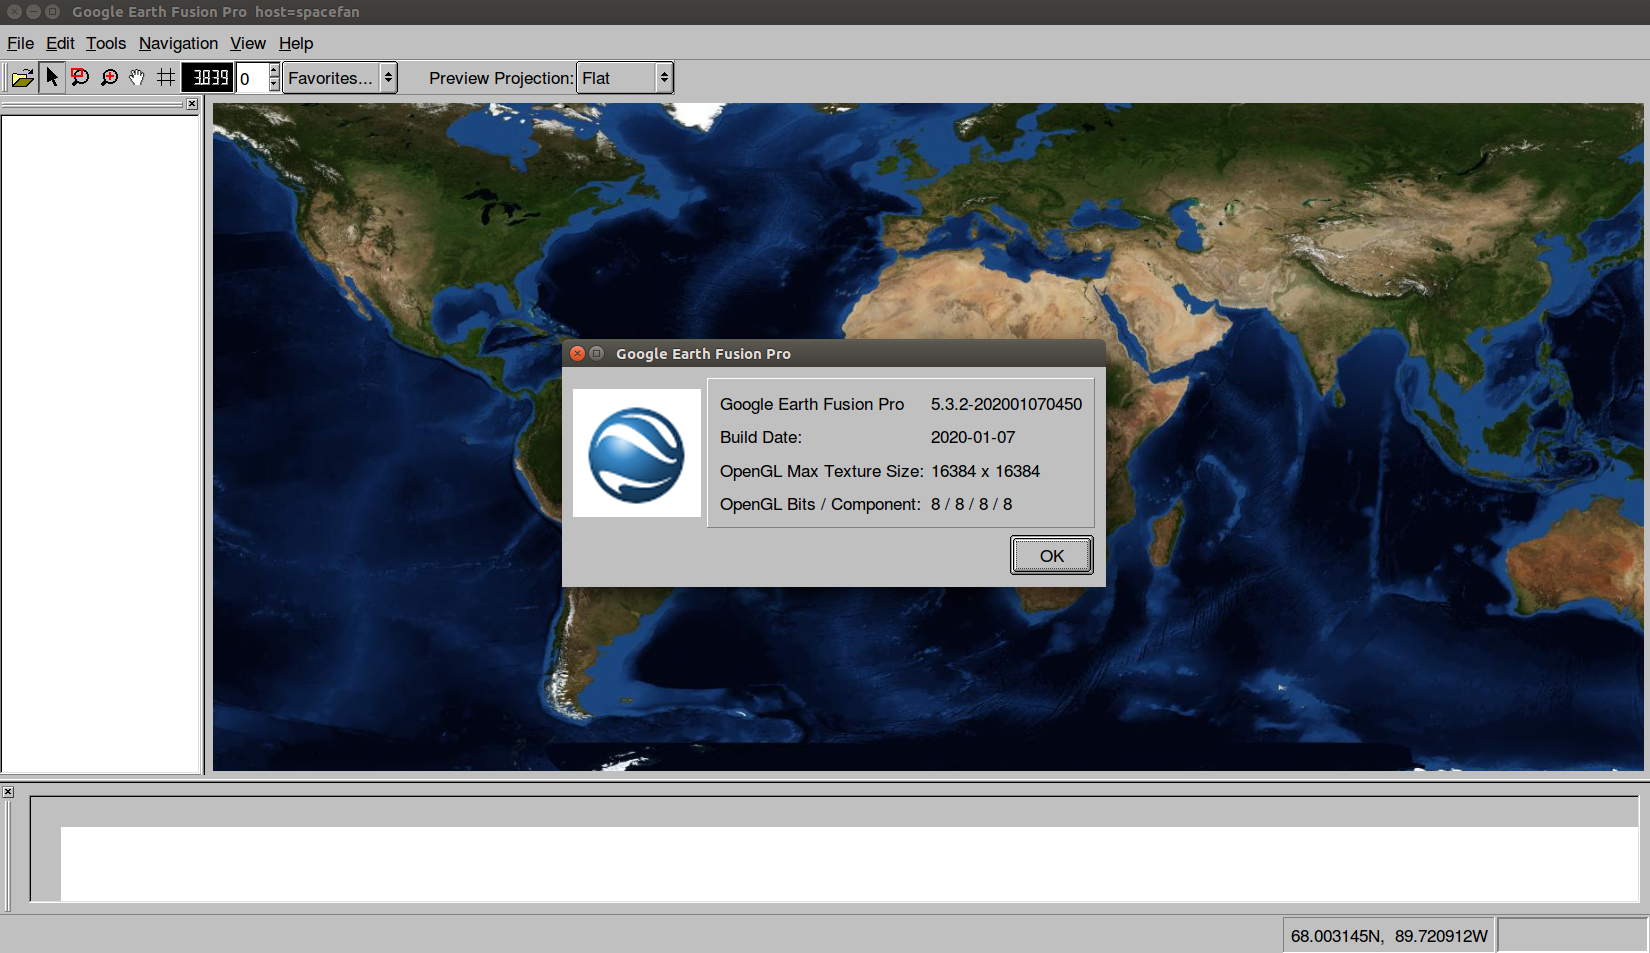 Google Earth Fusion Pro host=spacefan
File Edit Tools Navigation View Help
3.839 0 Favorites... Preview Projection: Flat
Google Earth Fusion Pro
Google Earth Fusion Pro 5.3.2-202001070450
Build Date: 2020-01-07
OpenGL Max Texture Size: 16384 x 16384
OpenGL Bits / Component: 8 / 8 / 8 / 8
OK
68.003145N, 89.720912W